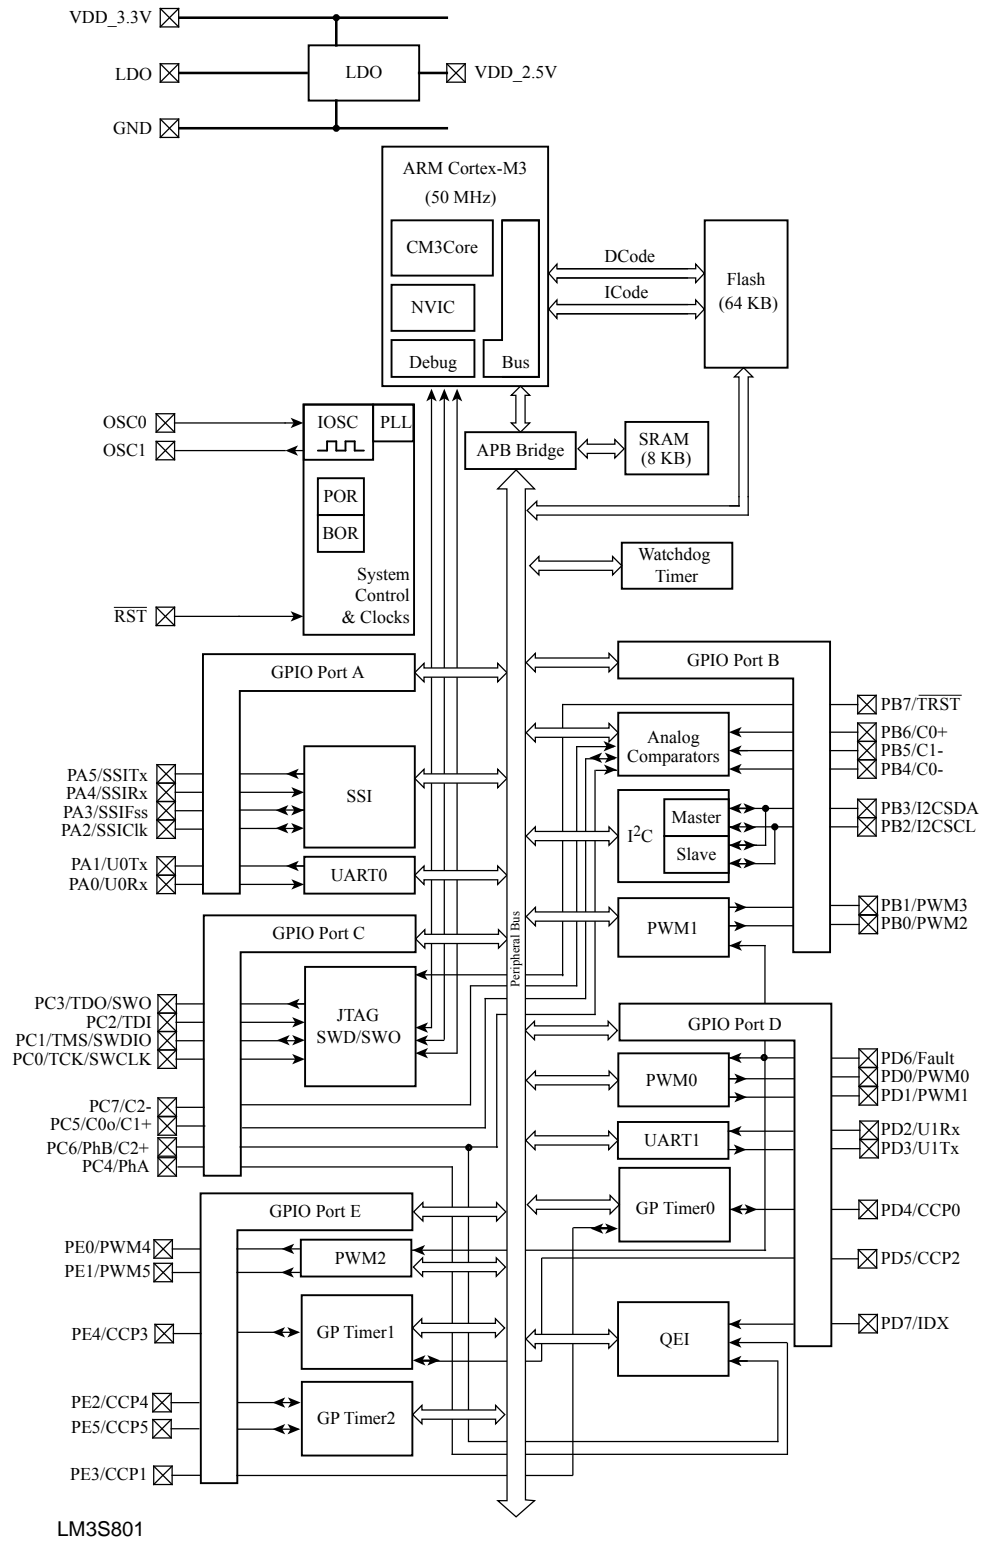 VDD_3.3V
LDO
LDO
VDD_2.5V
GND
ARM Cortex-M3
(50 MHz)
CM3Core
NVIC
Debug
Bus
DCode
ICode
Flash
(64 KB)
OSC0
OSC1
IOSC
PLL
POR
BOR
System
Control
& Clocks
RST
APB Bridge
SRAM
(8 KB)
Watchdog
Timer
GPIO Port A
PA5/SSITx
PA4/SSIRx
PA3/SSIFss
PA2/SSIClk
SSI
PA1/U0Tx
PA0/U0Rx
UART0
GPIO Port B
PB7/TRST
PB6/C0+
PB5/C1-
PB4/C0-
Analog
Comparators
I2C
Master
Slave
PB3/I2CSDA
PB2/I2CSCL
PWM1
PB1/PWM3
PB0/PWM2
Peripheral Bus
GPIO Port C
JTAG
SWD/SWO
PC3/TDO/SWO
PC2/TDI
PC1/TMS/SWDIO
PC0/TCK/SWCLK
PC7/C2-
PC5/C0o/C1+
PC6/PhB/C2+
PC4/PhA
GPIO Port D
PWM0
PD6/Fault
PD0/PWM0
PD1/PWM1
UART1
PD2/U1Rx
PD3/U1Tx
GP Timer0
PD4/CCP0
PD5/CCP2
QEI
PD7/IDX
GPIO Port E
PE0/PWM4
PE1/PWM5
PWM2
PE4/CCP3
GP Timer1
PE2/CCP4
PE5/CCP5
GP Timer2
PE3/CCP1
LM3S801